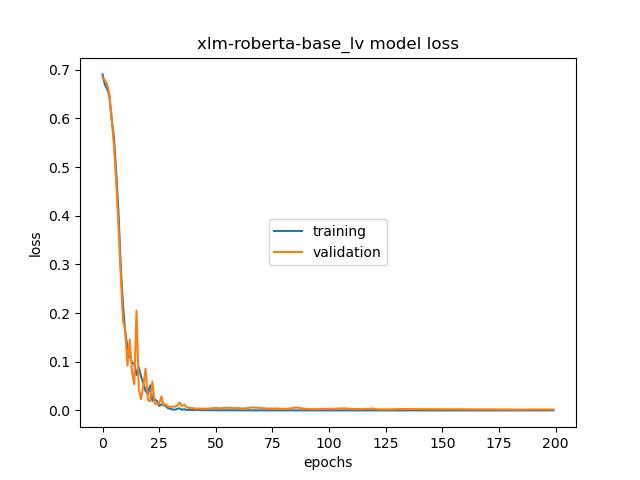 xlm-roberta-base_lv model loss
0.7
0.6
0.5
0.4
0.3
0.2
0.1
0.0
loss
training
validation
0 25 50 75 100 125 150 175 200
epochs